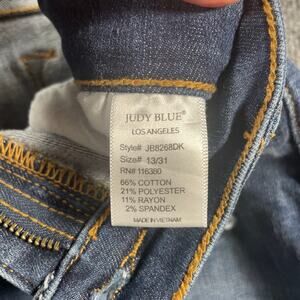 JUDY BLUE®
LOS ANGELES
Style# JB8268DK
Size# 13/31
RN# 116360
66% COTTON
21% POLYESTER
11% RAYON
2% SPANDEX
MADE IN VIETNAM